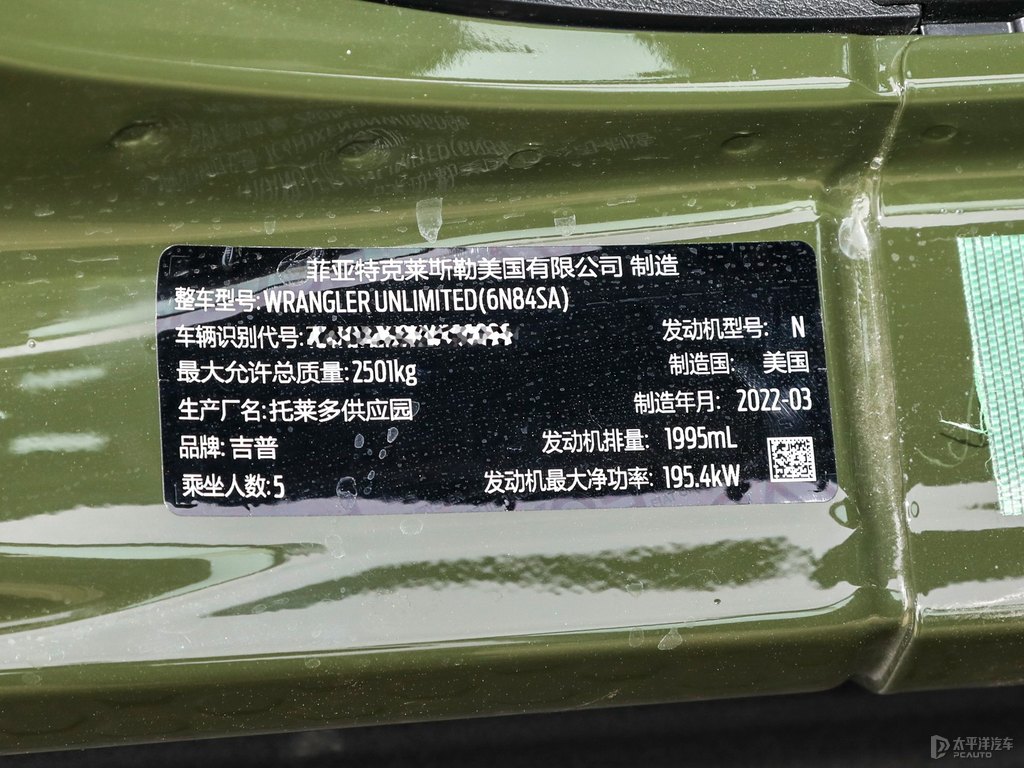 菲亚特克莱斯勒美国有限公司 制造
整车型号:WRANGLER UNLIMITED(6N84SA)
车辆识别代号: 发动机型号: N
最大允许总质量:2501kg 制造国: 美国
生产厂名:托莱多供应园 制造年月: 2022-03
品牌:吉普 发动机排量: 1995mL
乘坐人数:5 发动机最大净功率: 195.4kW
太平洋汽车
PCAUTO